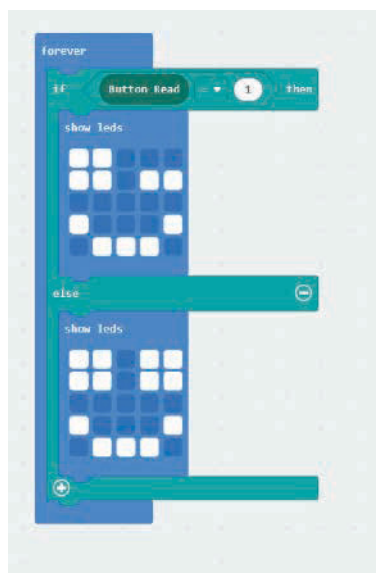 forever
if Button Read = 1 then
show leds
else
show leds